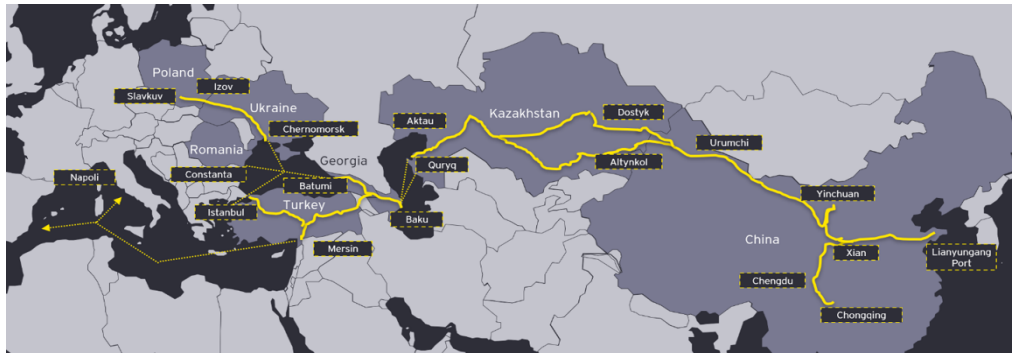 Poland
Izov
Slavkuv
Ukraine
Chernomorsk
Romania
Georgia
Constanta
Batumi
Napoli
Istanbul
Turkey
Mersin
Baku
Aktau
Quryq
Kazakhstan
Dostyk
Altynkol
Urumchi
Yinchuan
China
Xian
Lianyungang
Port
Chengdu
Chongqing